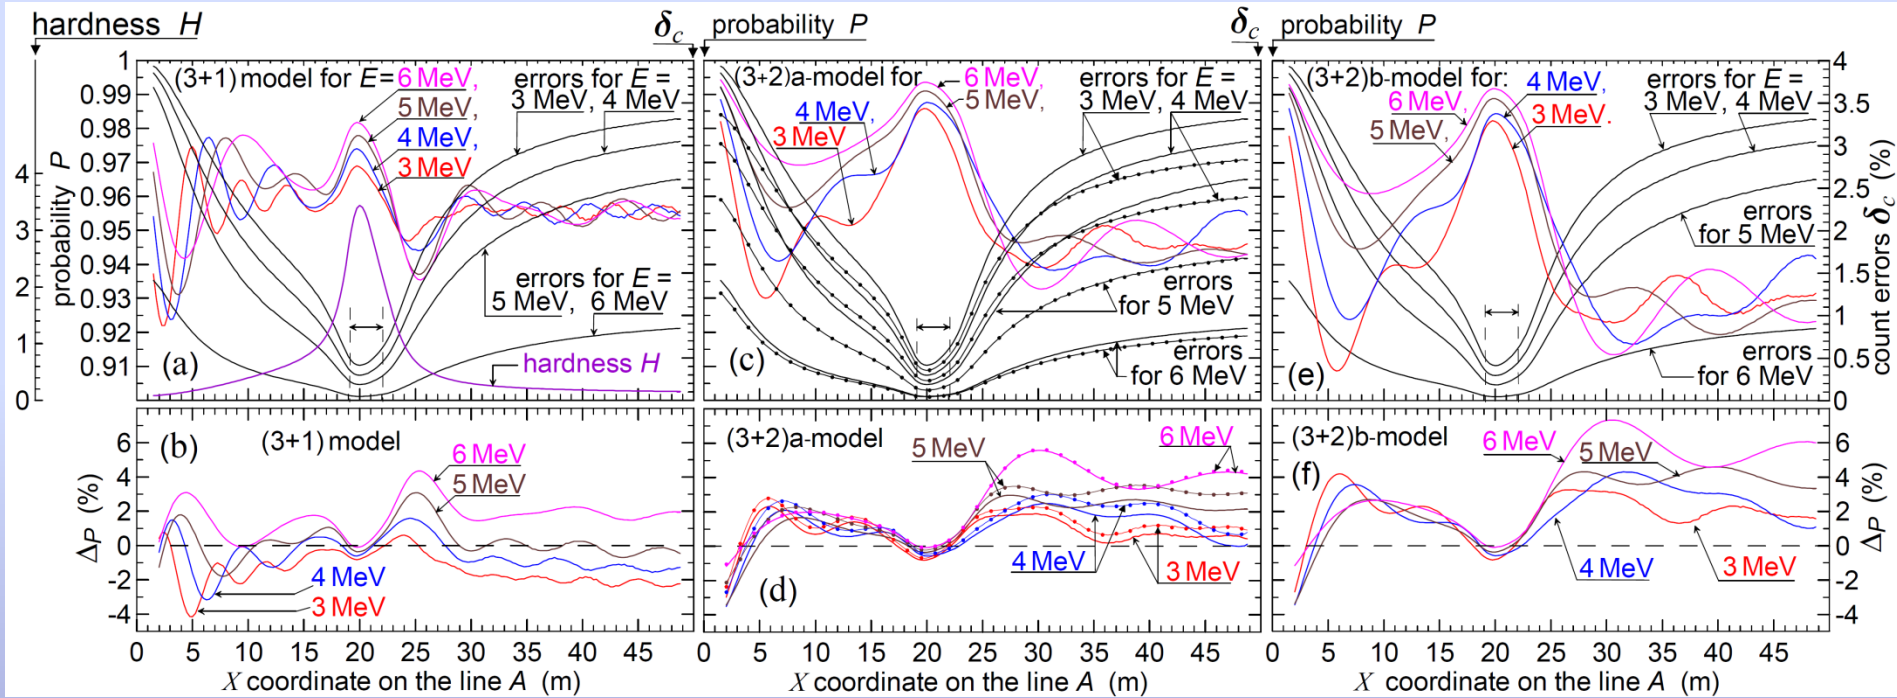 hardness H
δc
probability P
δc
probability P
(3+1) model for E= 6 MeV,
5 MeV,
4 MeV,
3 MeV
errors for E =
3 MeV, 4 MeV
errors for E =
5 MeV, 6 MeV
hardness H
(a)
probability P
1
0.99
0.98
0.97
0.96
0.95
0.94
0.93
0.92
0.91
4
3
2
1
0
(3+2)a-model for
6 MeV,
5 MeV,
4 MeV,
3 MeV
errors for E =
3 MeV, 4 MeV
errors
for 5 MeV
errors
for 6 MeV
(c)
(3+2)b-model for:
6 MeV,
5 MeV,
4 MeV,
3 MeV.
errors for E =
3 MeV, 4 MeV
errors
for 5 MeV
errors
for 6 MeV
(e)
4
3.5
3
2.5
2
1.5
1
0.5
0
count errors δc (%)
(b)
(3+1) model
6 MeV
5 MeV
4 MeV
3 MeV
ΔP (%)
6
4
2
0
-2
-4
0 5 10 15 20 25 30 35 40 45
X coordinate on the line A (m)
(3+2)a-model
5 MeV
6 MeV
4 MeV
3 MeV
(d)
0 5 10 15 20 25 30 35 40 45
X coordinate on the line A (m)
(3+2)b-model
6 MeV
5 MeV
4 MeV
3 MeV
(f)
6
4
2
0
-2
-4
ΔP (%)
0 5 10 15 20 25 30 35 40 45
X coordinate on the line A (m)